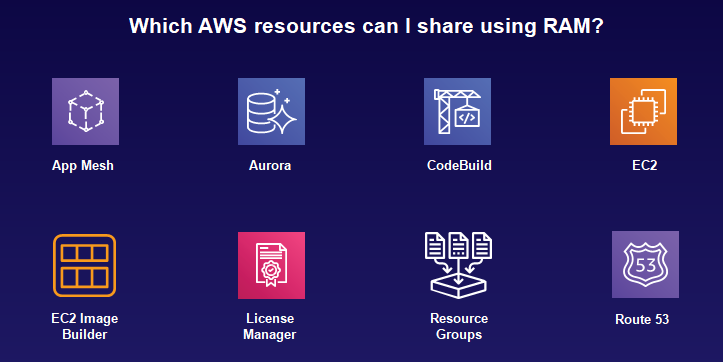 Which AWS resources can I share using RAM?
App Mesh
Aurora
</>
CodeBuild
EC2
EC2 Image
Builder
License
Manager
Resource
Groups
53
Route 53